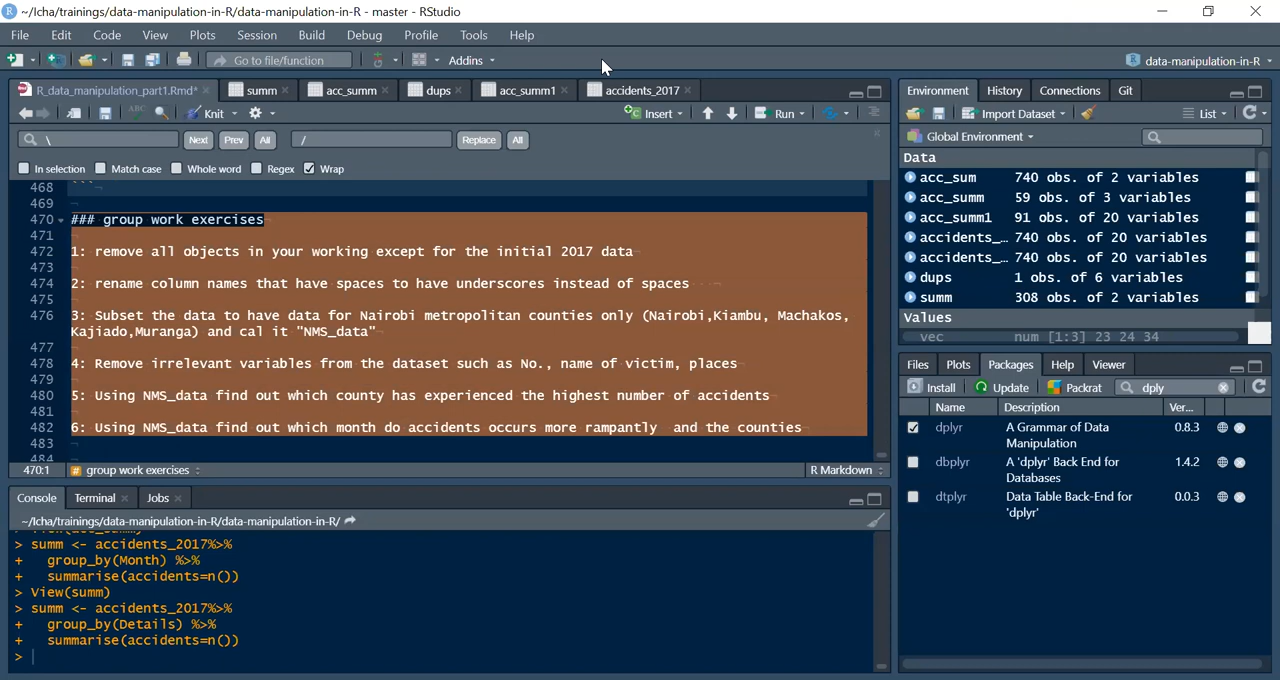 ~/Icha/trainings/data-manipulation-in-R/data-manipulation-in-R - master - RStudio
File Edit Code View Plots Session Build Debug Profile Tools Help
Go to file/function Addins data-manipulation-in-R
R_data_manipulation_part1.Rmd* summ acc_summ dups acc_summ1 accidents_2017
ABC Knit Insert Run
\ Next Prev All / Replace All
In selection Match case Whole word Regex Wrap
468 ```
469
470 ### group work exercises
471
472 1: remove all objects in your working except for the initial 2017 data
473
474 2: rename column names that have spaces to have underscores instead of spaces
475
476 3: Subset the data to have data for Nairobi metropolitan counties only (Nairobi,Kiambu, Machakos,
Kajiado,Muranga) and cal it "NMS_data"
477
478 4: Remove irrelevant variables from the dataset such as No., name of victim, places
479
480 5: Using NMS_data find out which county has experienced the highest number of accidents
481
482 6: Using NMS_data find out which month do accidents occurs more rampantly  and the counties
483
484
470:1 # group work exercises R Markdown
Console Terminal Jobs
~/Icha/trainings/data-manipulation-in-R/data-manipulation-in-R/
> summ <- accidents_2017%>%
+   group_by(Month) %>%
+   summarise(accidents=n())
> View(summ)
> summ <- accidents_2017%>%
+   group_by(Details) %>%
+   summarise(accidents=n())
>
Environment History Connections Git
Import Dataset List
Global Environment
Data
acc_sum 740 obs. of 2 variables
acc_summ 59 obs. of 3 variables
acc_summ1 91 obs. of 20 variables
accidents_… 740 obs. of 20 variables
accidents_… 740 obs. of 20 variables
dups 1 obs. of 6 variables
summ 308 obs. of 2 variables
Values
vec num [1:3] 23 24 34
Files Plots Packages Help Viewer
Install Update Packrat dply
Name Description Ver...
dplyr A Grammar of Data 0.8.3
Manipulation
dbplyr A 'dplyr' Back End for 1.4.2
Databases
dtplyr Data Table Back-End for 0.0.3
'dplyr'